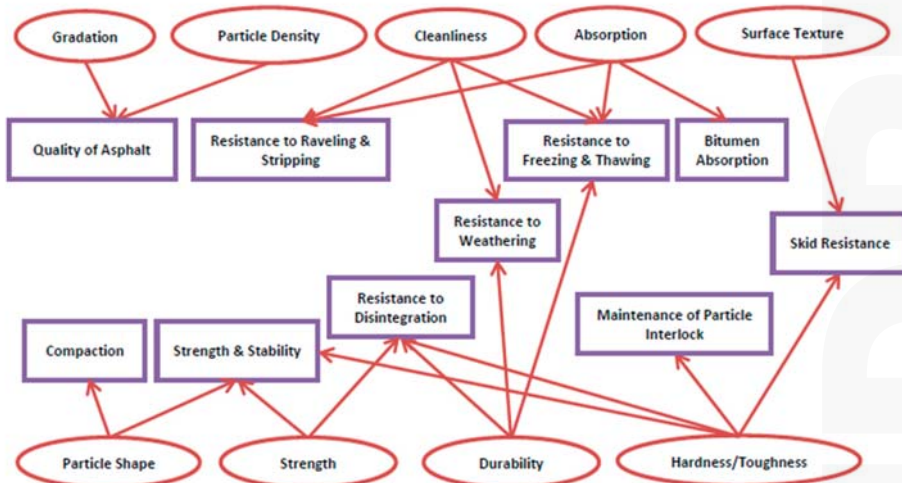 Gradation
Particle Density
Cleanliness
Absorption
Surface Texture
Quality of Asphalt
Resistance to Raveling &
Stripping
Resistance to
Freezing & Thawing
Bitumen
Absorption
Resistance to
Weathering
Skid Resistance
Resistance to
Disintegration
Maintenance of Particle
Interlock
Compaction
Strength & Stability
Particle Shape
Strength
Durability
Hardness/Toughness